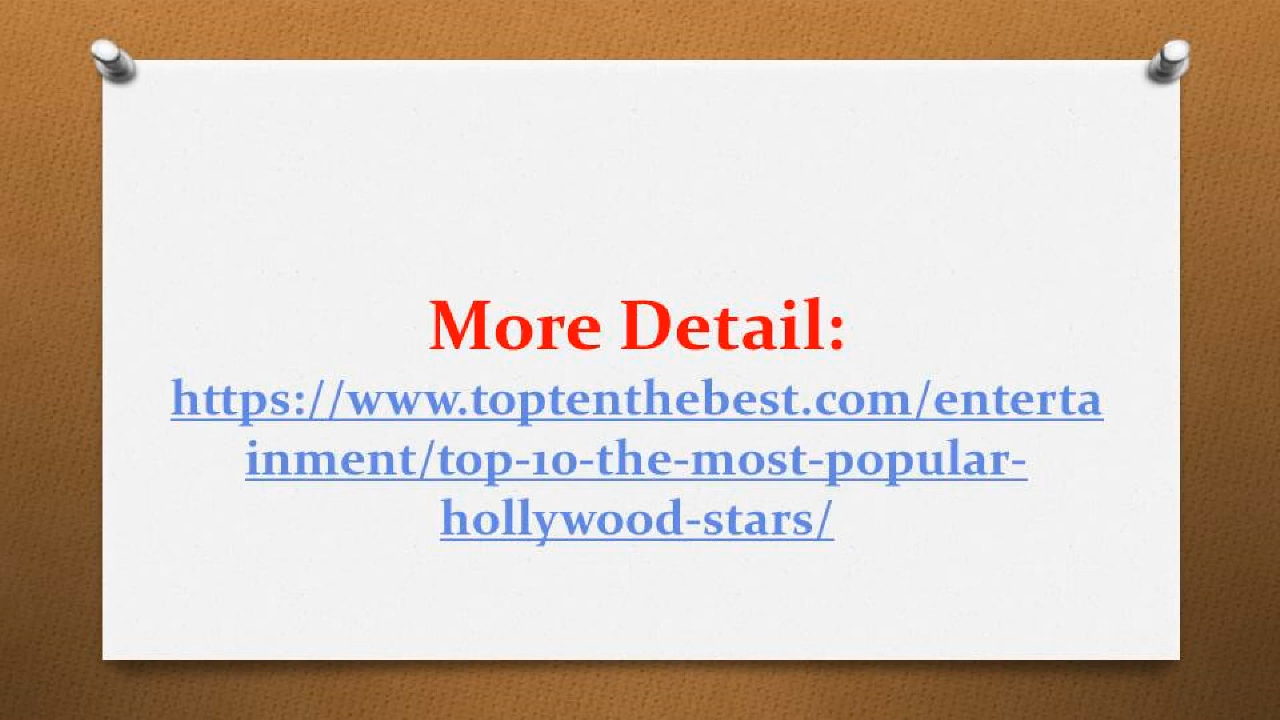 More Detail:
https://www.toptenthebest.com/enterta
inment/top-10-the-most-popular-
hollywood-stars/